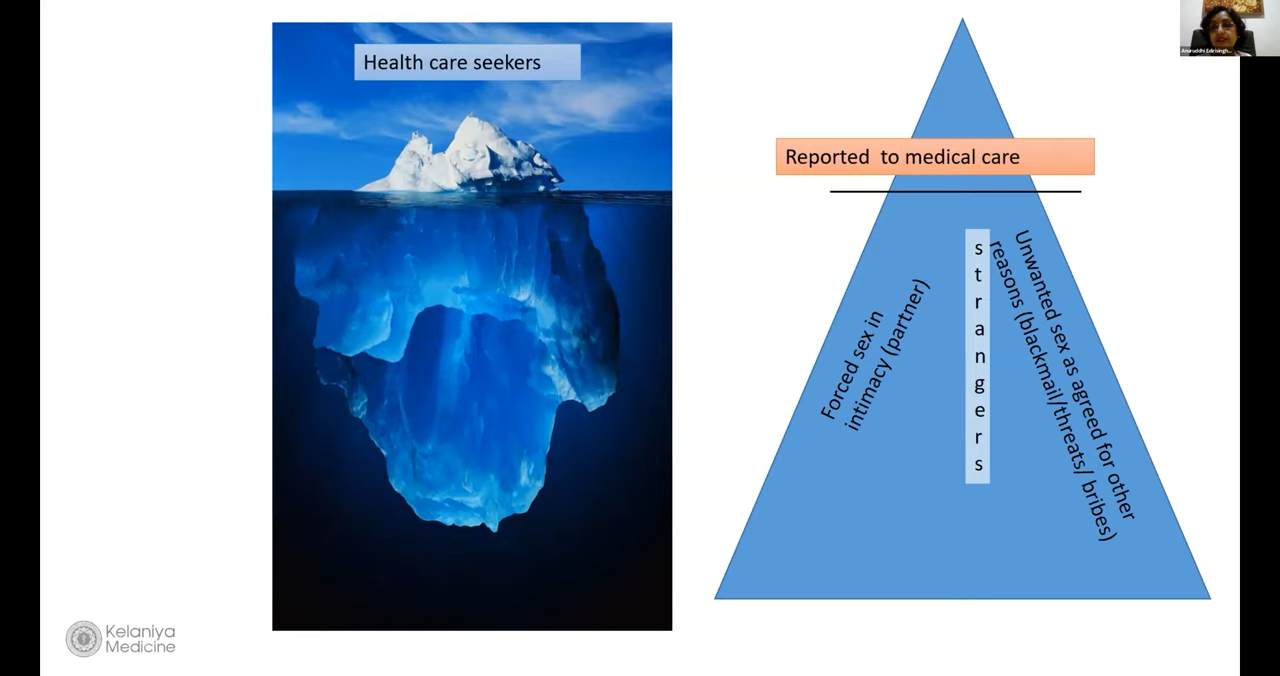 Health care seekers
Reported to medical care
Forced sex in
intimacy (partner)
strangers
Unwanted sex as agreed for other
reasons (blackmail/threats/ bribes)
Kelaniya
Medicine